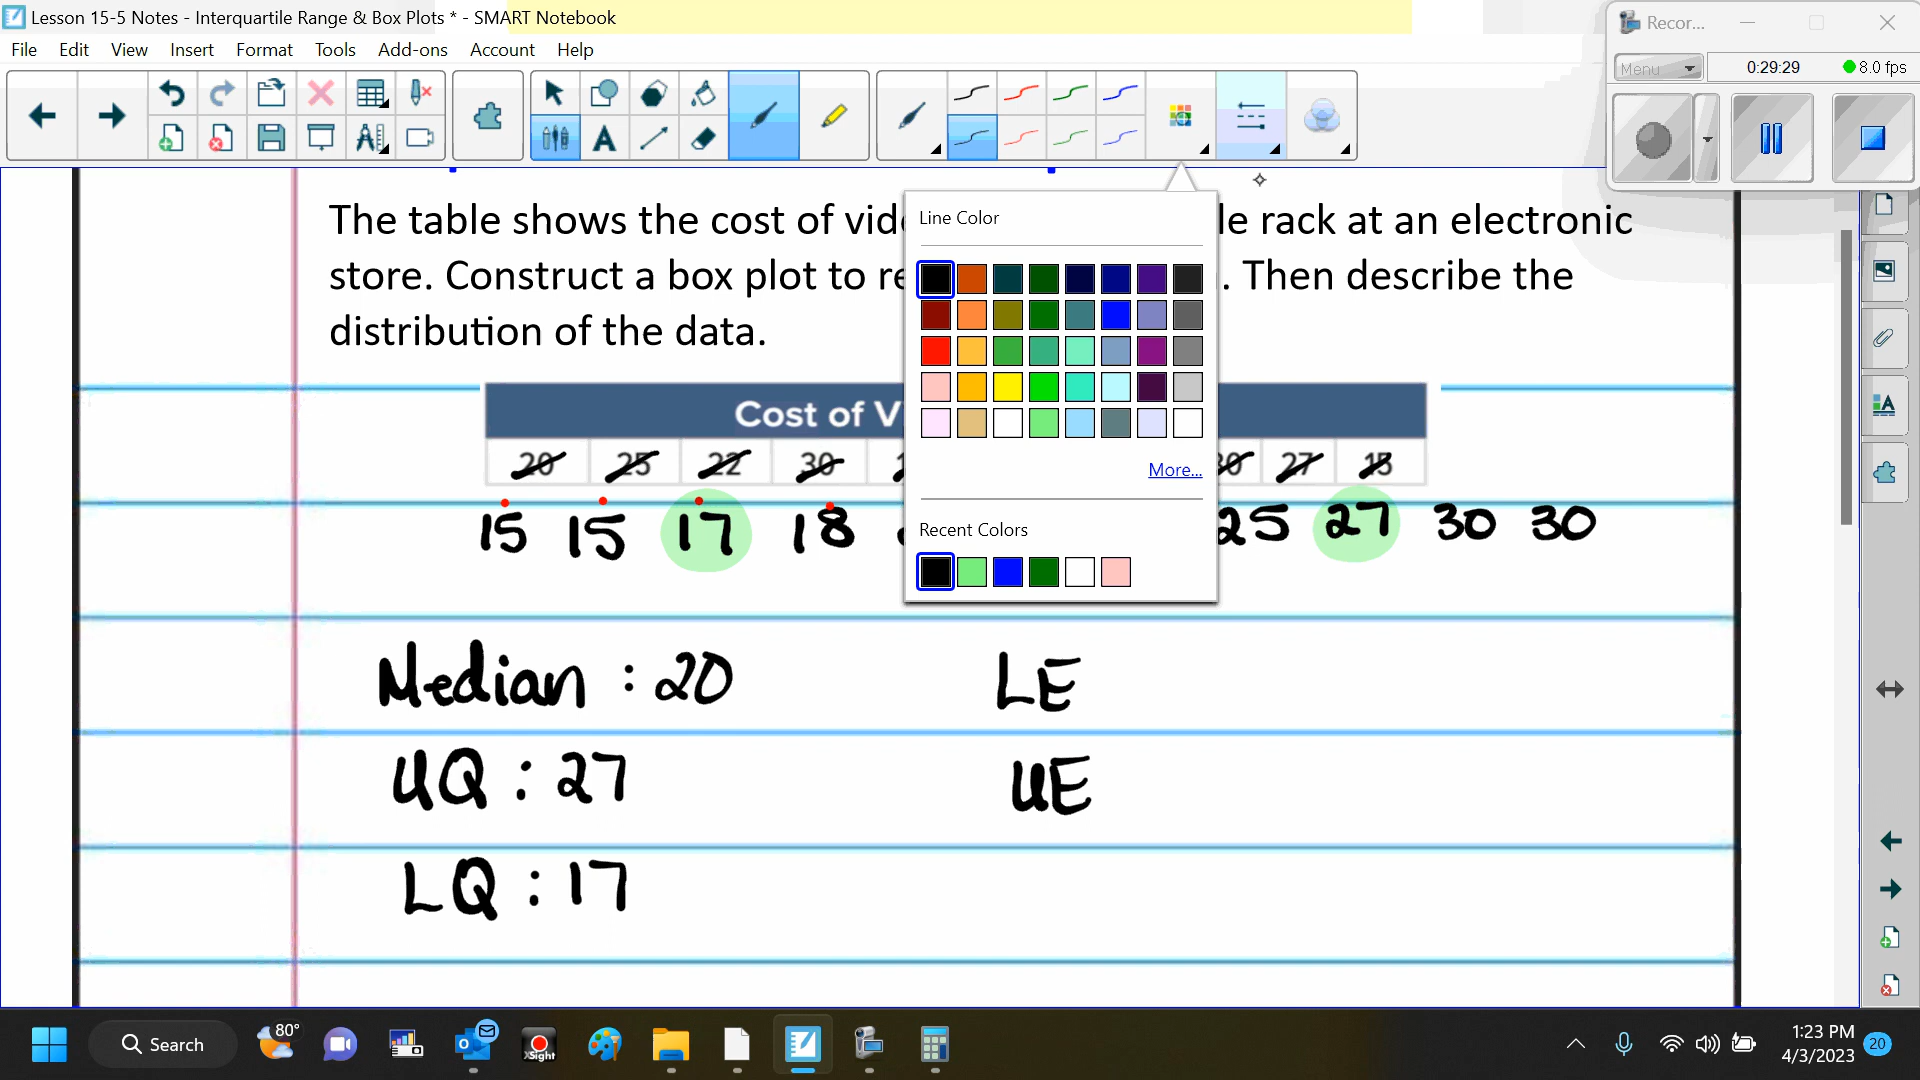 Lesson 15-5 Notes - Interquartile Range & Box Plots * - SMART Notebook
File Edit View Insert Format Tools Add-ons Account Help
Recor...
Menu 0:29:29 8.0 fps
Line Color
More...
Recent Colors
The table shows the cost of vid le rack at an electronic
store. Construct a box plot to re . Then describe the
distribution of the data.
Cost of V
20 25 22 30 27 15
15 15 17 18 25 27 30 30
Median : 20 LE
UQ : 27 UE
LQ : 17
80°
Search
XSight
1:23 PM
4/3/2023
20